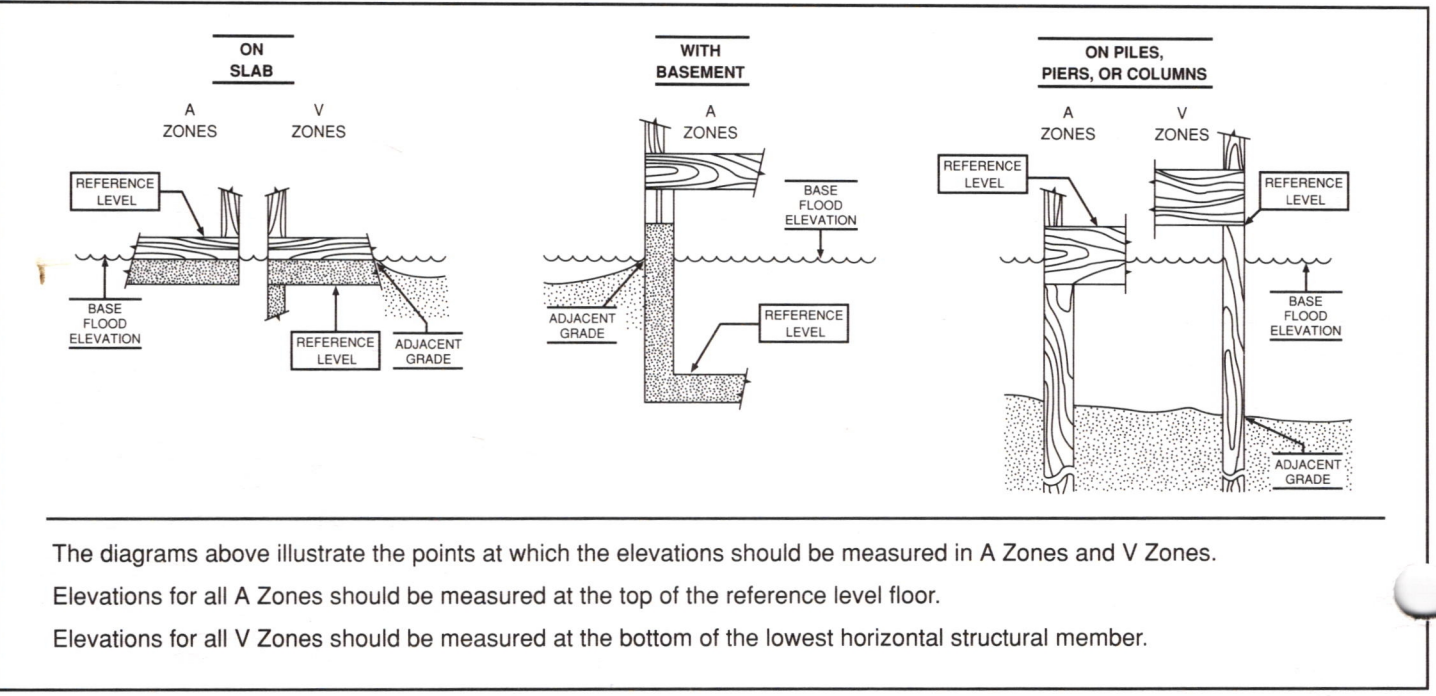 ON
SLAB
A
ZONES
V
ZONES
REFERENCE
LEVEL
BASE
FLOOD
ELEVATION
REFERENCE
LEVEL
ADJACENT
GRADE
WITH
BASEMENT
A
ZONES
BASE
FLOOD
ELEVATION
ADJACENT
GRADE
REFERENCE
LEVEL
ON PILES,
PIERS, OR COLUMNS
A
ZONES
V
ZONES
REFERENCE
LEVEL
REFERENCE
LEVEL
BASE
FLOOD
ELEVATION
ADJACENT
GRADE
The diagrams above illustrate the points at which the elevations should be measured in A Zones and V Zones.
Elevations for all A Zones should be measured at the top of the reference level floor.
Elevations for all V Zones should be measured at the bottom of the lowest horizontal structural member.